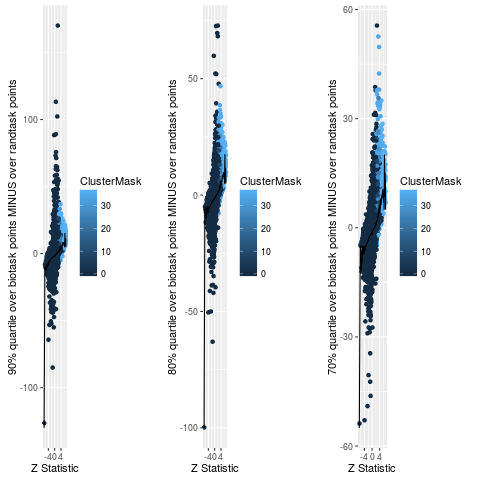 90% quartile over biotask points MINUS over randtask points
100
0
-100
-4 0 4
Z Statistic
ClusterMask
30
20
10
0
80% quartile over biotask points MINUS over randtask points
50
0
-50
-100
-4 0 4
Z Statistic
ClusterMask
30
20
10
0
70% quartile over biotask points MINUS over randtask points
60
30
0
-30
-60
-4 0 4
Z Statistic
ClusterMask
30
20
10
0